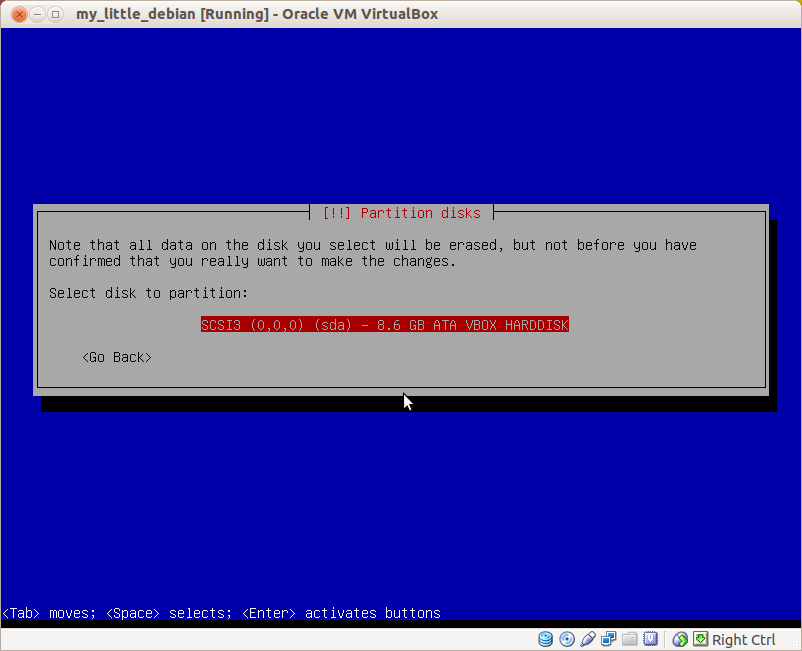 my_little_debian [Running] - Oracle VM VirtualBox
[!!] Partition disks
Note that all data on the disk you select will be erased, but not before you have
confirmed that you really want to make the changes.
Select disk to partition:
SCSI3 (0,0,0) (sda) - 8.6 GB ATA VBOX HARDDISK
<Go Back>
<Tab> moves; <Space> selects; <Enter> activates buttons
Right Ctrl